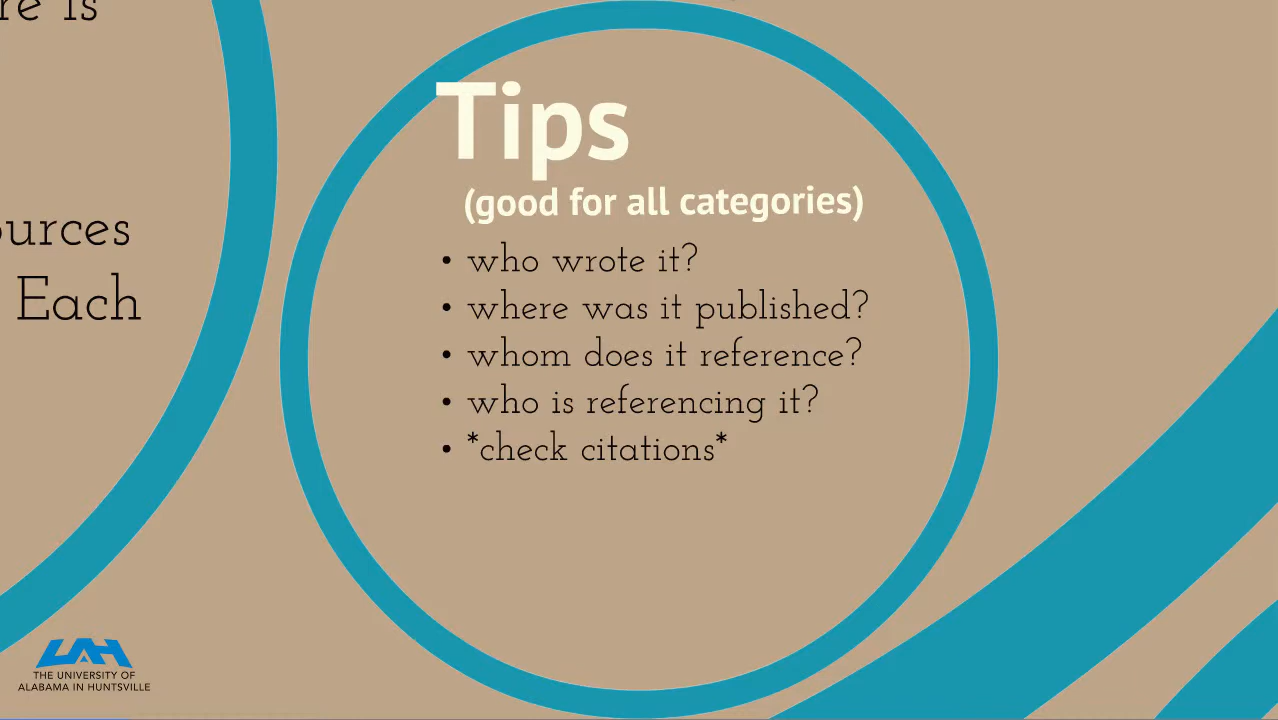 re is
ources
Each
Tips
(good for all categories)
• who wrote it?
• where was it published?
• whom does it reference?
• who is referencing it?
• *check citations*
UAH
THE UNIVERSITY OF
ALABAMA IN HUNTSVILLE